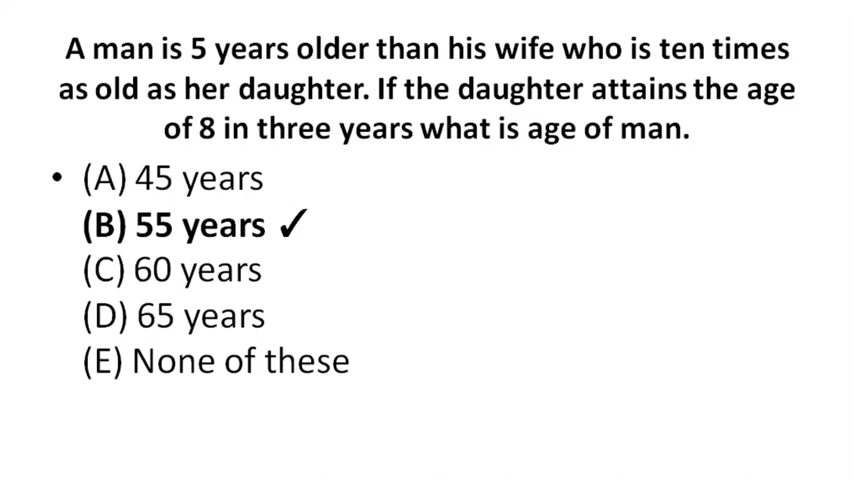 A man is 5 years older than his wife who is ten times
as old as her daughter. If the daughter attains the age
of 8 in three years what is age of man.
• (A) 45 years
(B) 55 years ✓
(C) 60 years
(D) 65 years
(E) None of these